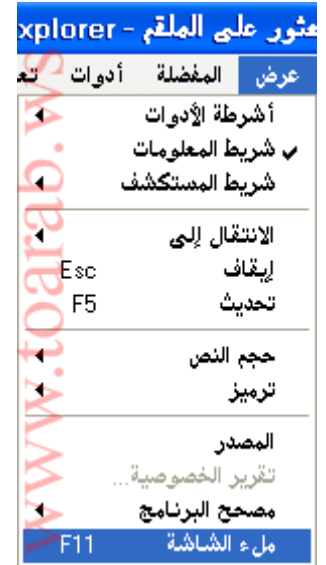 عثور على الملقم - xplorer
عرض المفضلة أدوات تع
أشرطة الأدوات
شريط المعلومات
شريط المستكشف
الانتقال إلى
إيقاف Esc
تحديث F5
حجم النص
ترميز
المصدر
تقرير الخصوصية...
مصحح البرنامج
ملء الشاشة F11
www.toarab.ws